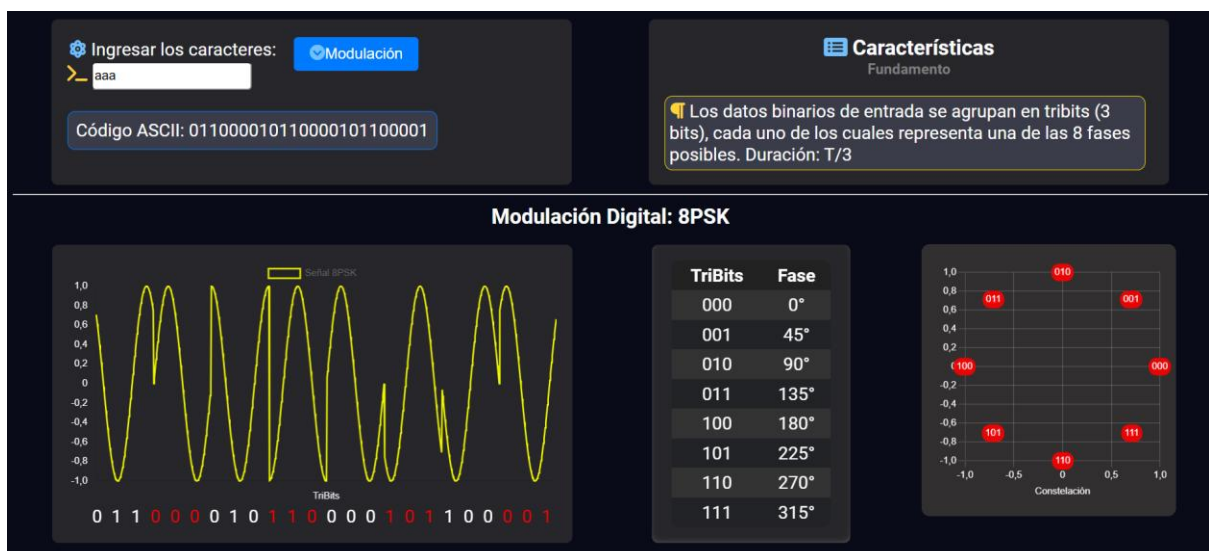 Ingresar los caracteres:
Modulación
aaa
Código ASCII: 011000010110000101100001
Características
Fundamento
¶ Los datos binarios de entrada se agrupan en tribits (3
bits), cada uno de los cuales representa una de las 8 fases
posibles. Duración: T/3
Modulación Digital: 8PSK
Señal 8PSK
1,0
0,8
0,6
0,4
0,2
0
-0,2
-0,4
-0,6
-0,8
-1,0
TriBits
0 1 1 0 0 0 0 1 0 1 1 0 0 0 0 1 0 1 1 0 0 0 0 1
TriBits Fase
000 0°
001 45°
010 90°
011 135°
100 180°
101 225°
110 270°
111 315°
1,0
0,8
0,6
0,4
0,2
-0,2
-0,4
-0,6
-0,8
-1,0
010
011 001
100 000
101 111
110
-1,0 -0,5 0 0,5 1,0
Constelación